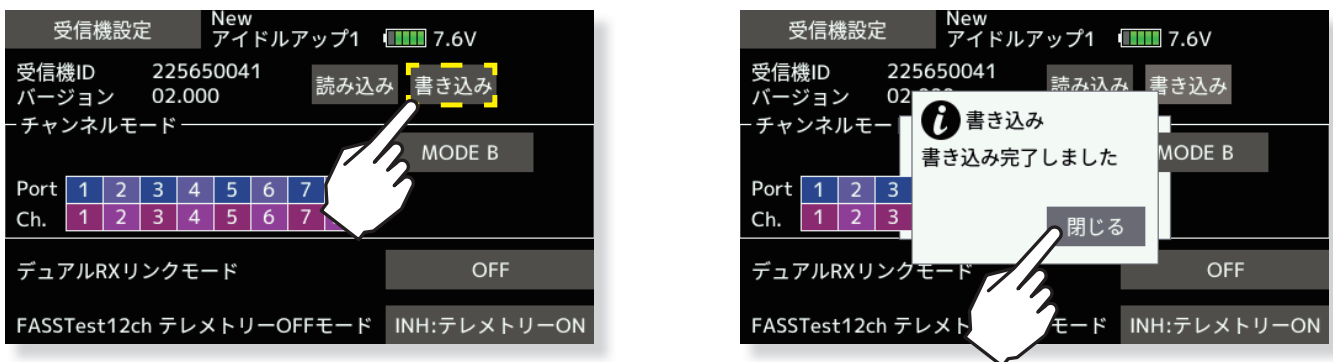 受信機設定
New
アイドルアップ1 7.6V
受信機ID 225650041 読み込み 書き込み
バージョン 02.000
チャンネルモード
MODE B
Port 1 2 3 4 5 6 7
Ch. 1 2 3 4 5 6 7
デュアルRXリンクモード OFF
FASSTest12ch テレメトリーOFFモード INH:テレメトリーON
受信機設定
New
アイドルアップ1 7.6V
受信機ID 225650041 読み込み 書き込み
バージョン 02
チャンネルモー
MODE B
Port 1 2 3
Ch. 1 2 3
i 書き込み
書き込み完了しました
閉じる
デュアルRXリンクモード OFF
FASSTest12ch テレメト モード INH:テレメトリーON